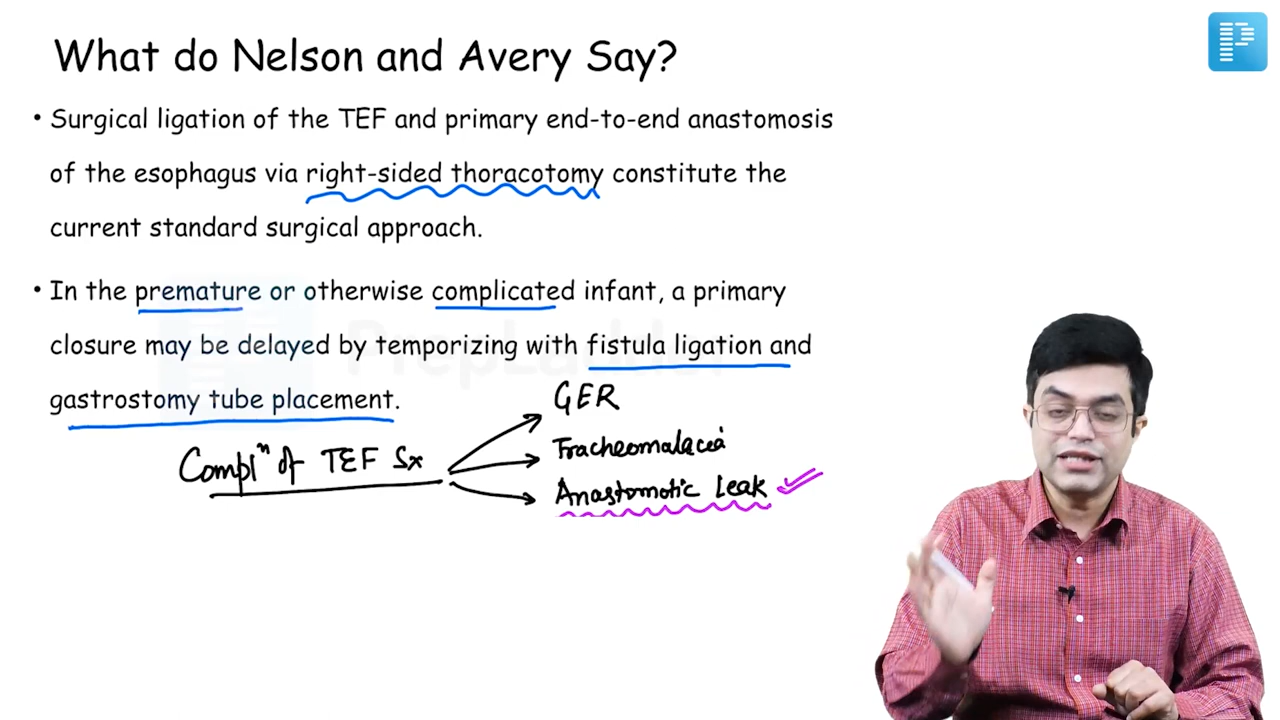 What do Nelson and Avery Say?
• Surgical ligation of the TEF and primary end-to-end anastomosis
of the esophagus via right-sided thoracotomy constitute the
current standard surgical approach.
• In the premature or otherwise complicated infant, a primary
closure may be delayed by temporizing with fistula ligation and
gastrostomy tube placement.
PrepLadder
GER
Complⁿ of TEF Sx
Tracheomalacia
Anastomotic Leak